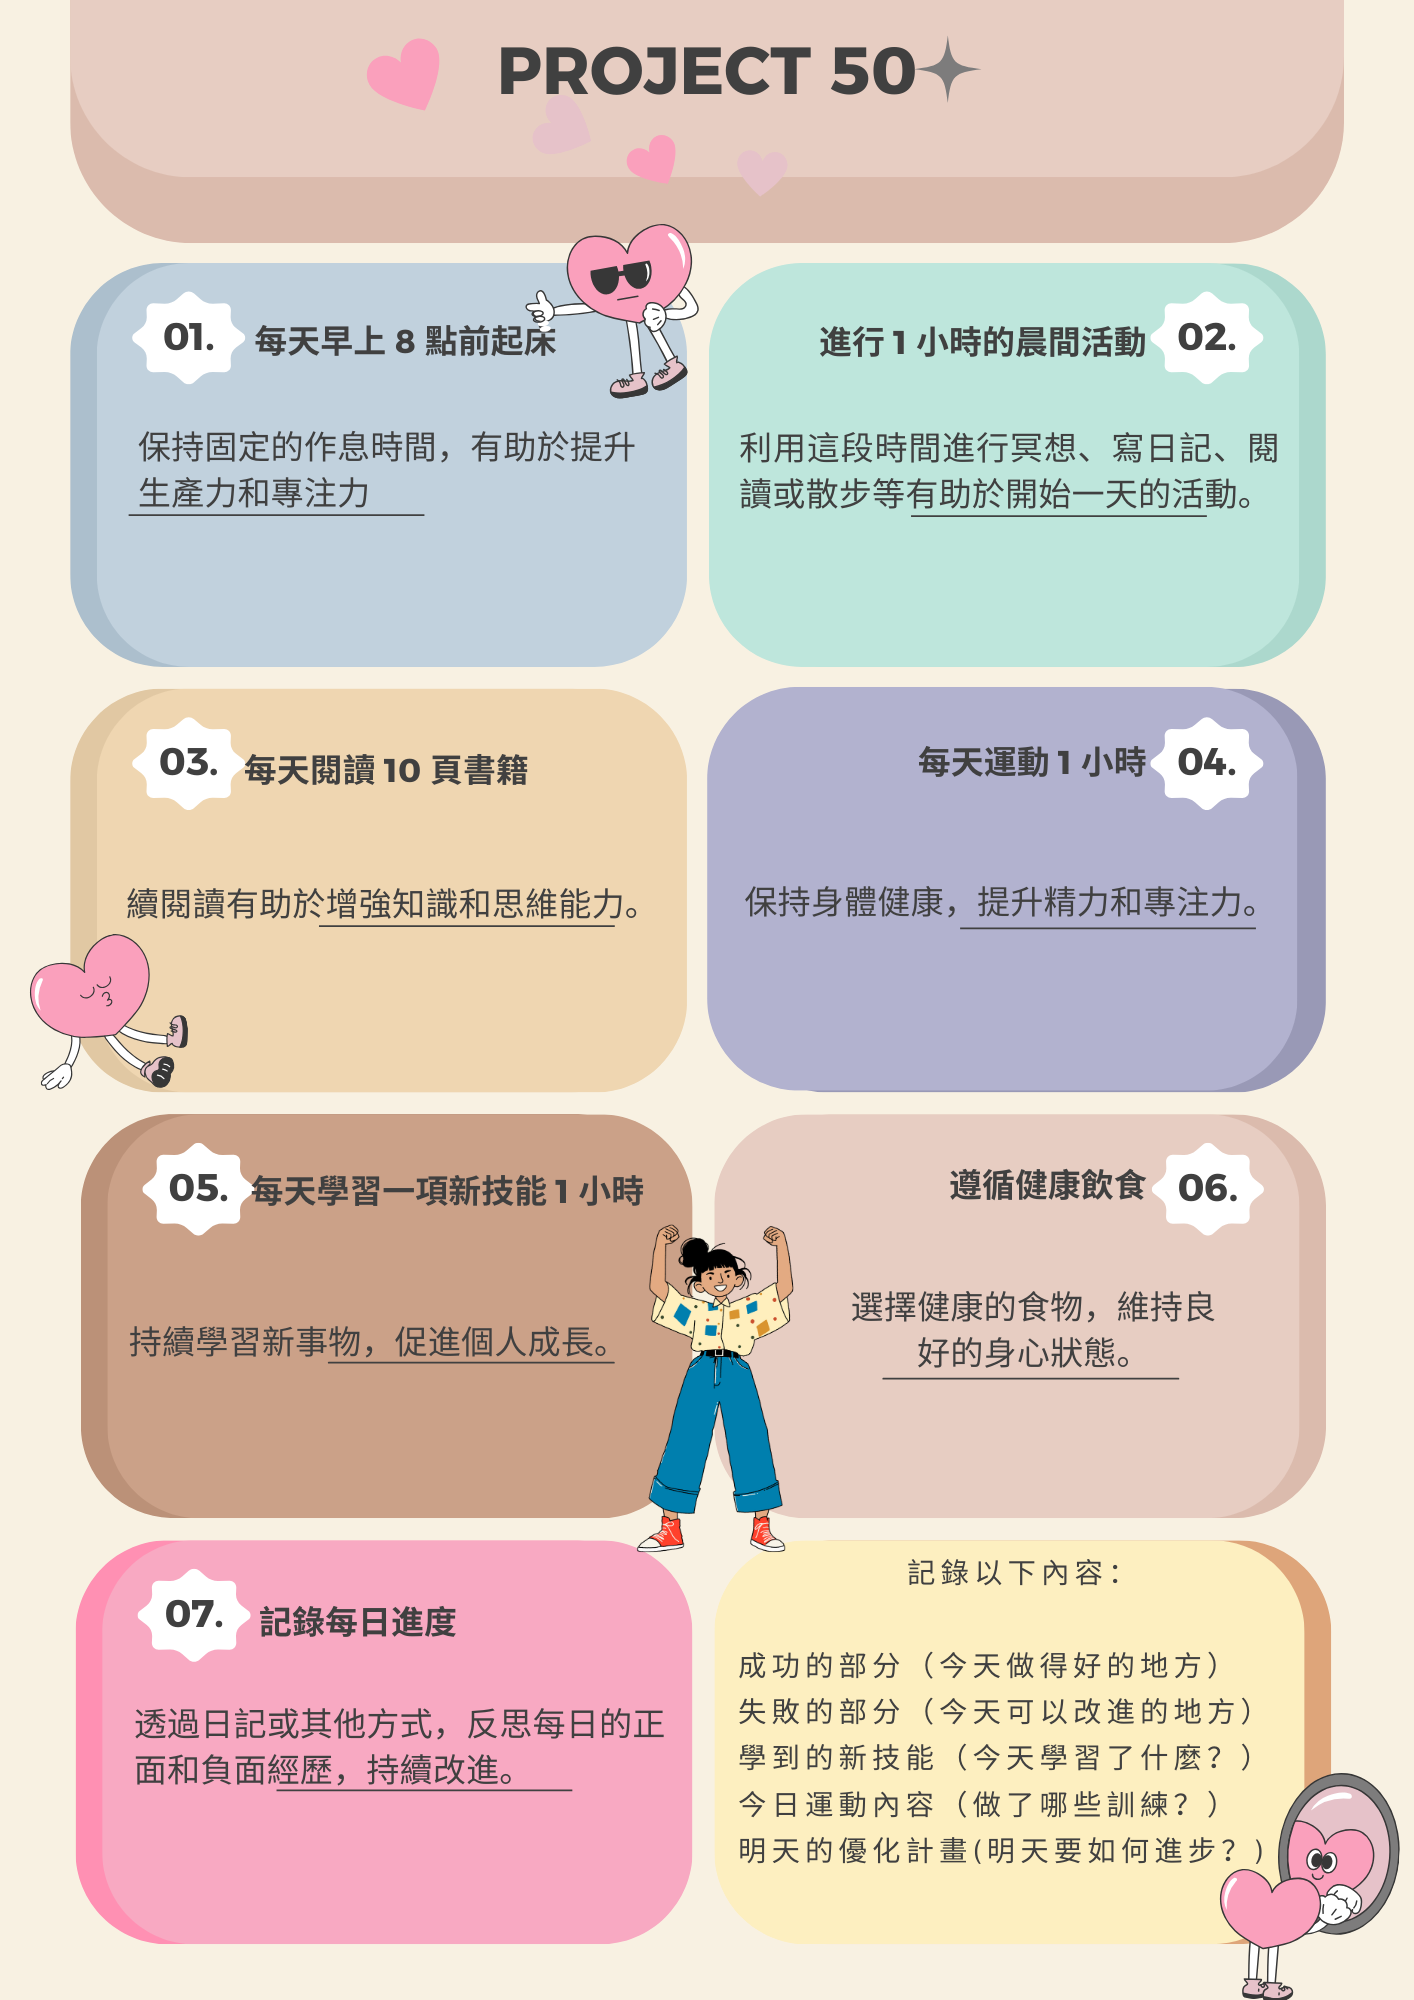 PROJECT 50
01.
每天早上 8 點前起床
保持固定的作息時間，有助於提升
生產力和專注力
進行 1 小時的晨間活動
02.
利用這段時間進行冥想、寫日記、閱
讀或散步等有助於開始一天的活動。
03.
每天閱讀 10 頁書籍
續閱讀有助於增強知識和思維能力。
每天運動 1 小時
04.
保持身體健康，提升精力和專注力。
05.
每天學習一項新技能 1 小時
持續學習新事物，促進個人成長。
遵循健康飲食
06.
選擇健康的食物，維持良
好的身心狀態。
07.
記錄每日進度
透過日記或其他方式，反思每日的正
面和負面經歷，持續改進。
記錄以下內容：
成功的部分（今天做得好的地方）
失敗的部分（今天可以改進的地方）
學到的新技能（今天學習了什麼？）
今日運動內容（做了哪些訓練？）
明天的優化計畫(明天要如何進步？)